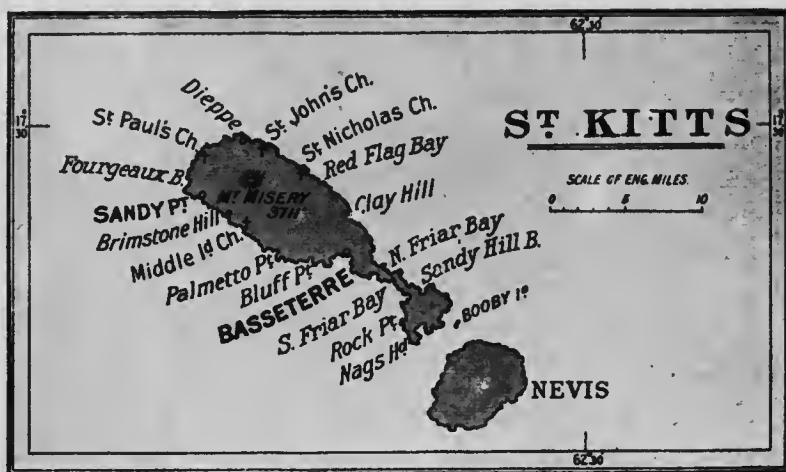 62°30'
ST. KITTS
SCALE OF ENG. MILES.
0 5 10
17°
30
17°
30
Dieppe
St. John's Ch.
St. Paul's Ch.
St. Nicholas Ch.
Red Flag Bay
Fourgeaux B.
Mt. MISERY
Clay Hill
SANDY Pt.
Brimstone Hill
Middle Id. Ch.
N. Friar Bay
Palmetto Pt.
Sandy Hill B.
Bluff Pt.
BASSETERRE
S. Friar Bay
BOOBY Id.
Rock Pt.
Nags Hd.
NEVIS
62°30'